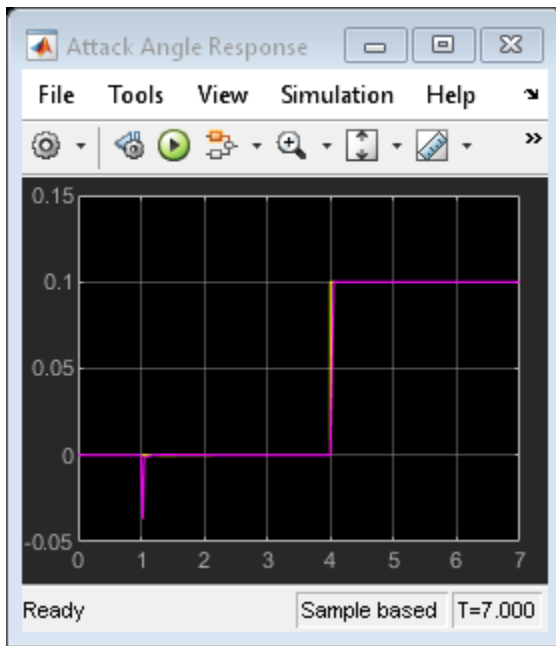 Attack Angle Response
File Tools View Simulation Help
0.15
0.1
0.05
0
-0.05
0 1 2 3 4 5 6 7
Ready Sample based T=7.000